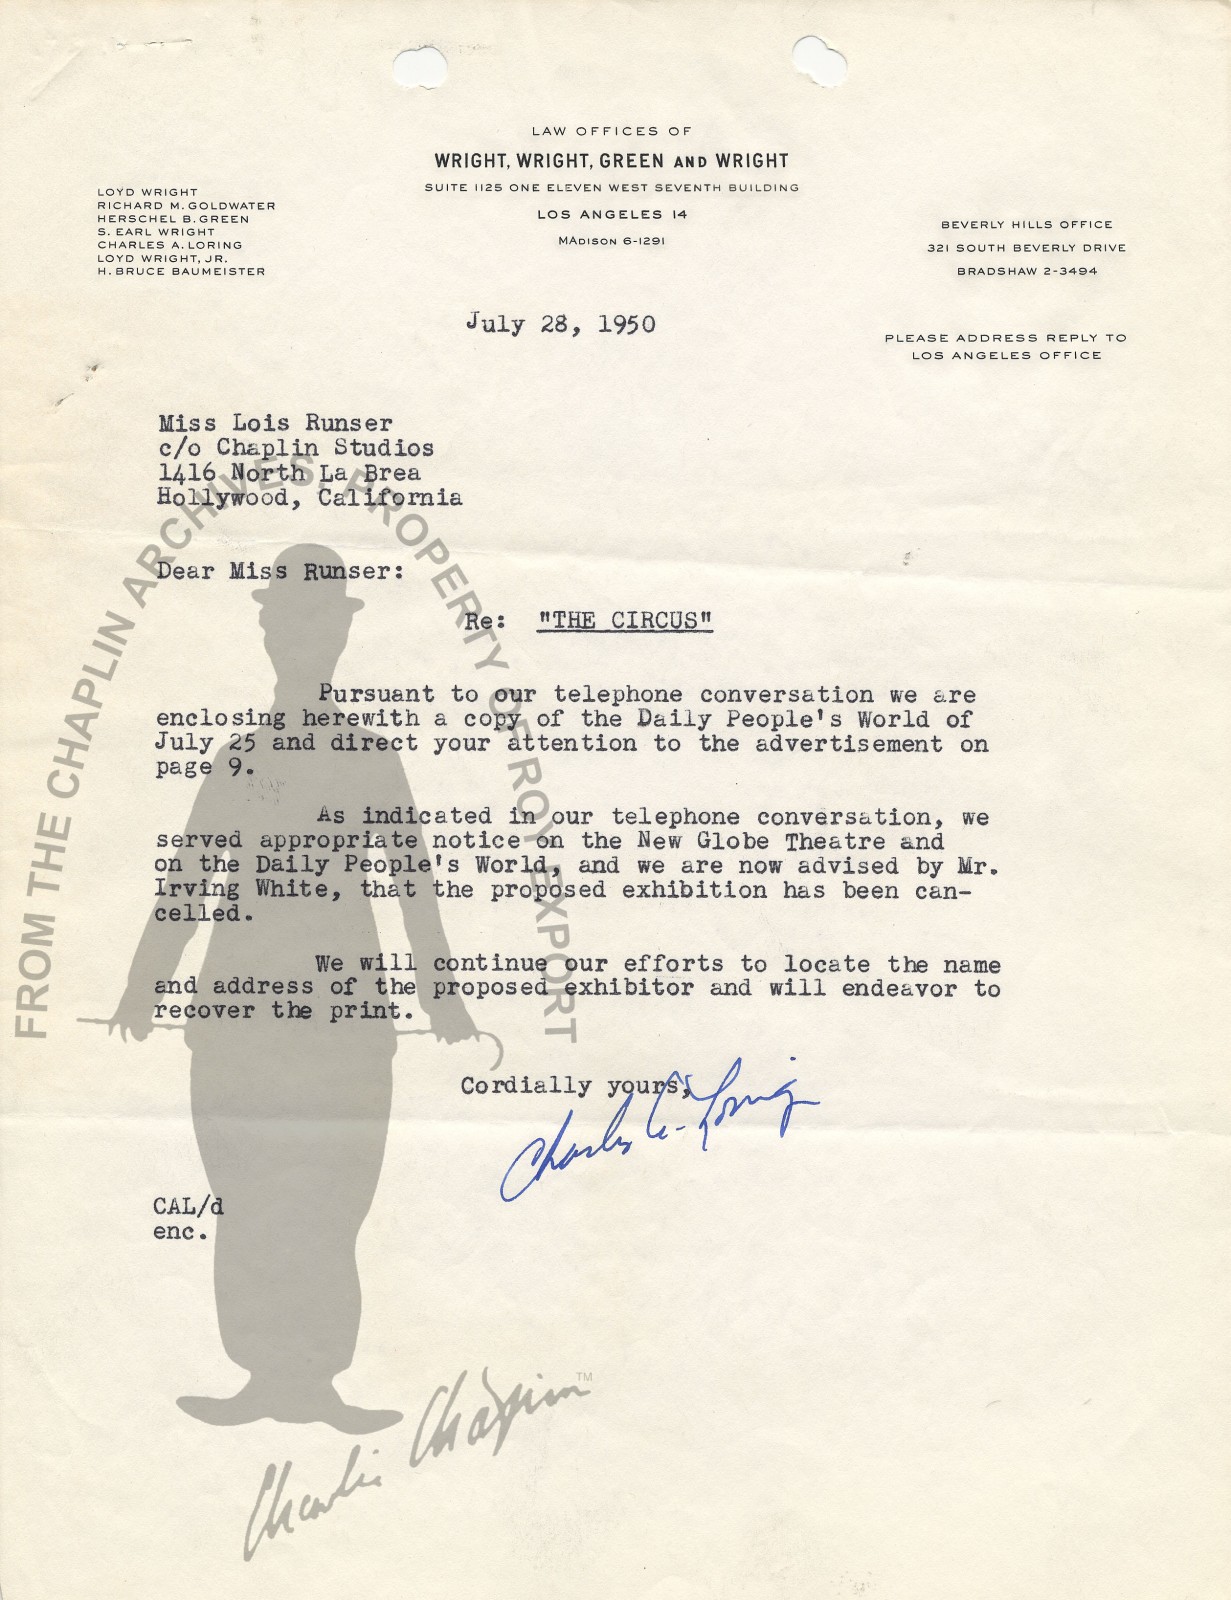 LAW OFFICES OF
WRIGHT, WRIGHT, GREEN AND WRIGHT
SUITE 1125 ONE ELEVEN WEST SEVENTH BUILDING
LOS ANGELES 14
MADISON 6-1291
LOYD WRIGHT
RICHARD M. GOLDWATER
HERSCHEL B. GREEN
S. EARL WRIGHT
CHARLES A. LORING
LOYD WRIGHT, JR.
H. BRUCE BAUMEISTER
BEVERLY HILLS OFFICE
321 SOUTH BEVERLY DRIVE
BRADSHAW 2-3494
PLEASE ADDRESS REPLY TO
LOS ANGELES OFFICE
July 28, 1950
Miss Lois Runser
c/o Chaplin Studios
1416 North La Brea
Hollywood, California
Dear Miss Runser:
Re: "THE CIRCUS"
Pursuant to our telephone conversation we are
enclosing herewith a copy of the Daily People's World of
July 25 and direct your attention to the advertisement on
page 9.
As indicated in our telephone conversation, we
served appropriate notice on the New Globe Theatre and
on the Daily People's World, and we are now advised by Mr.
Irving White, that the proposed exhibition has been can-
celled.
We will continue our efforts to locate the name
and address of the proposed exhibitor and will endeavor to
recover the print.
Cordially yours,
Charles A. Loring
CAL/d
enc.
FROM THE CHAPLIN ARCHIVES, PROPERTY OF ROY EXPORT
Charlie Chaplin TM